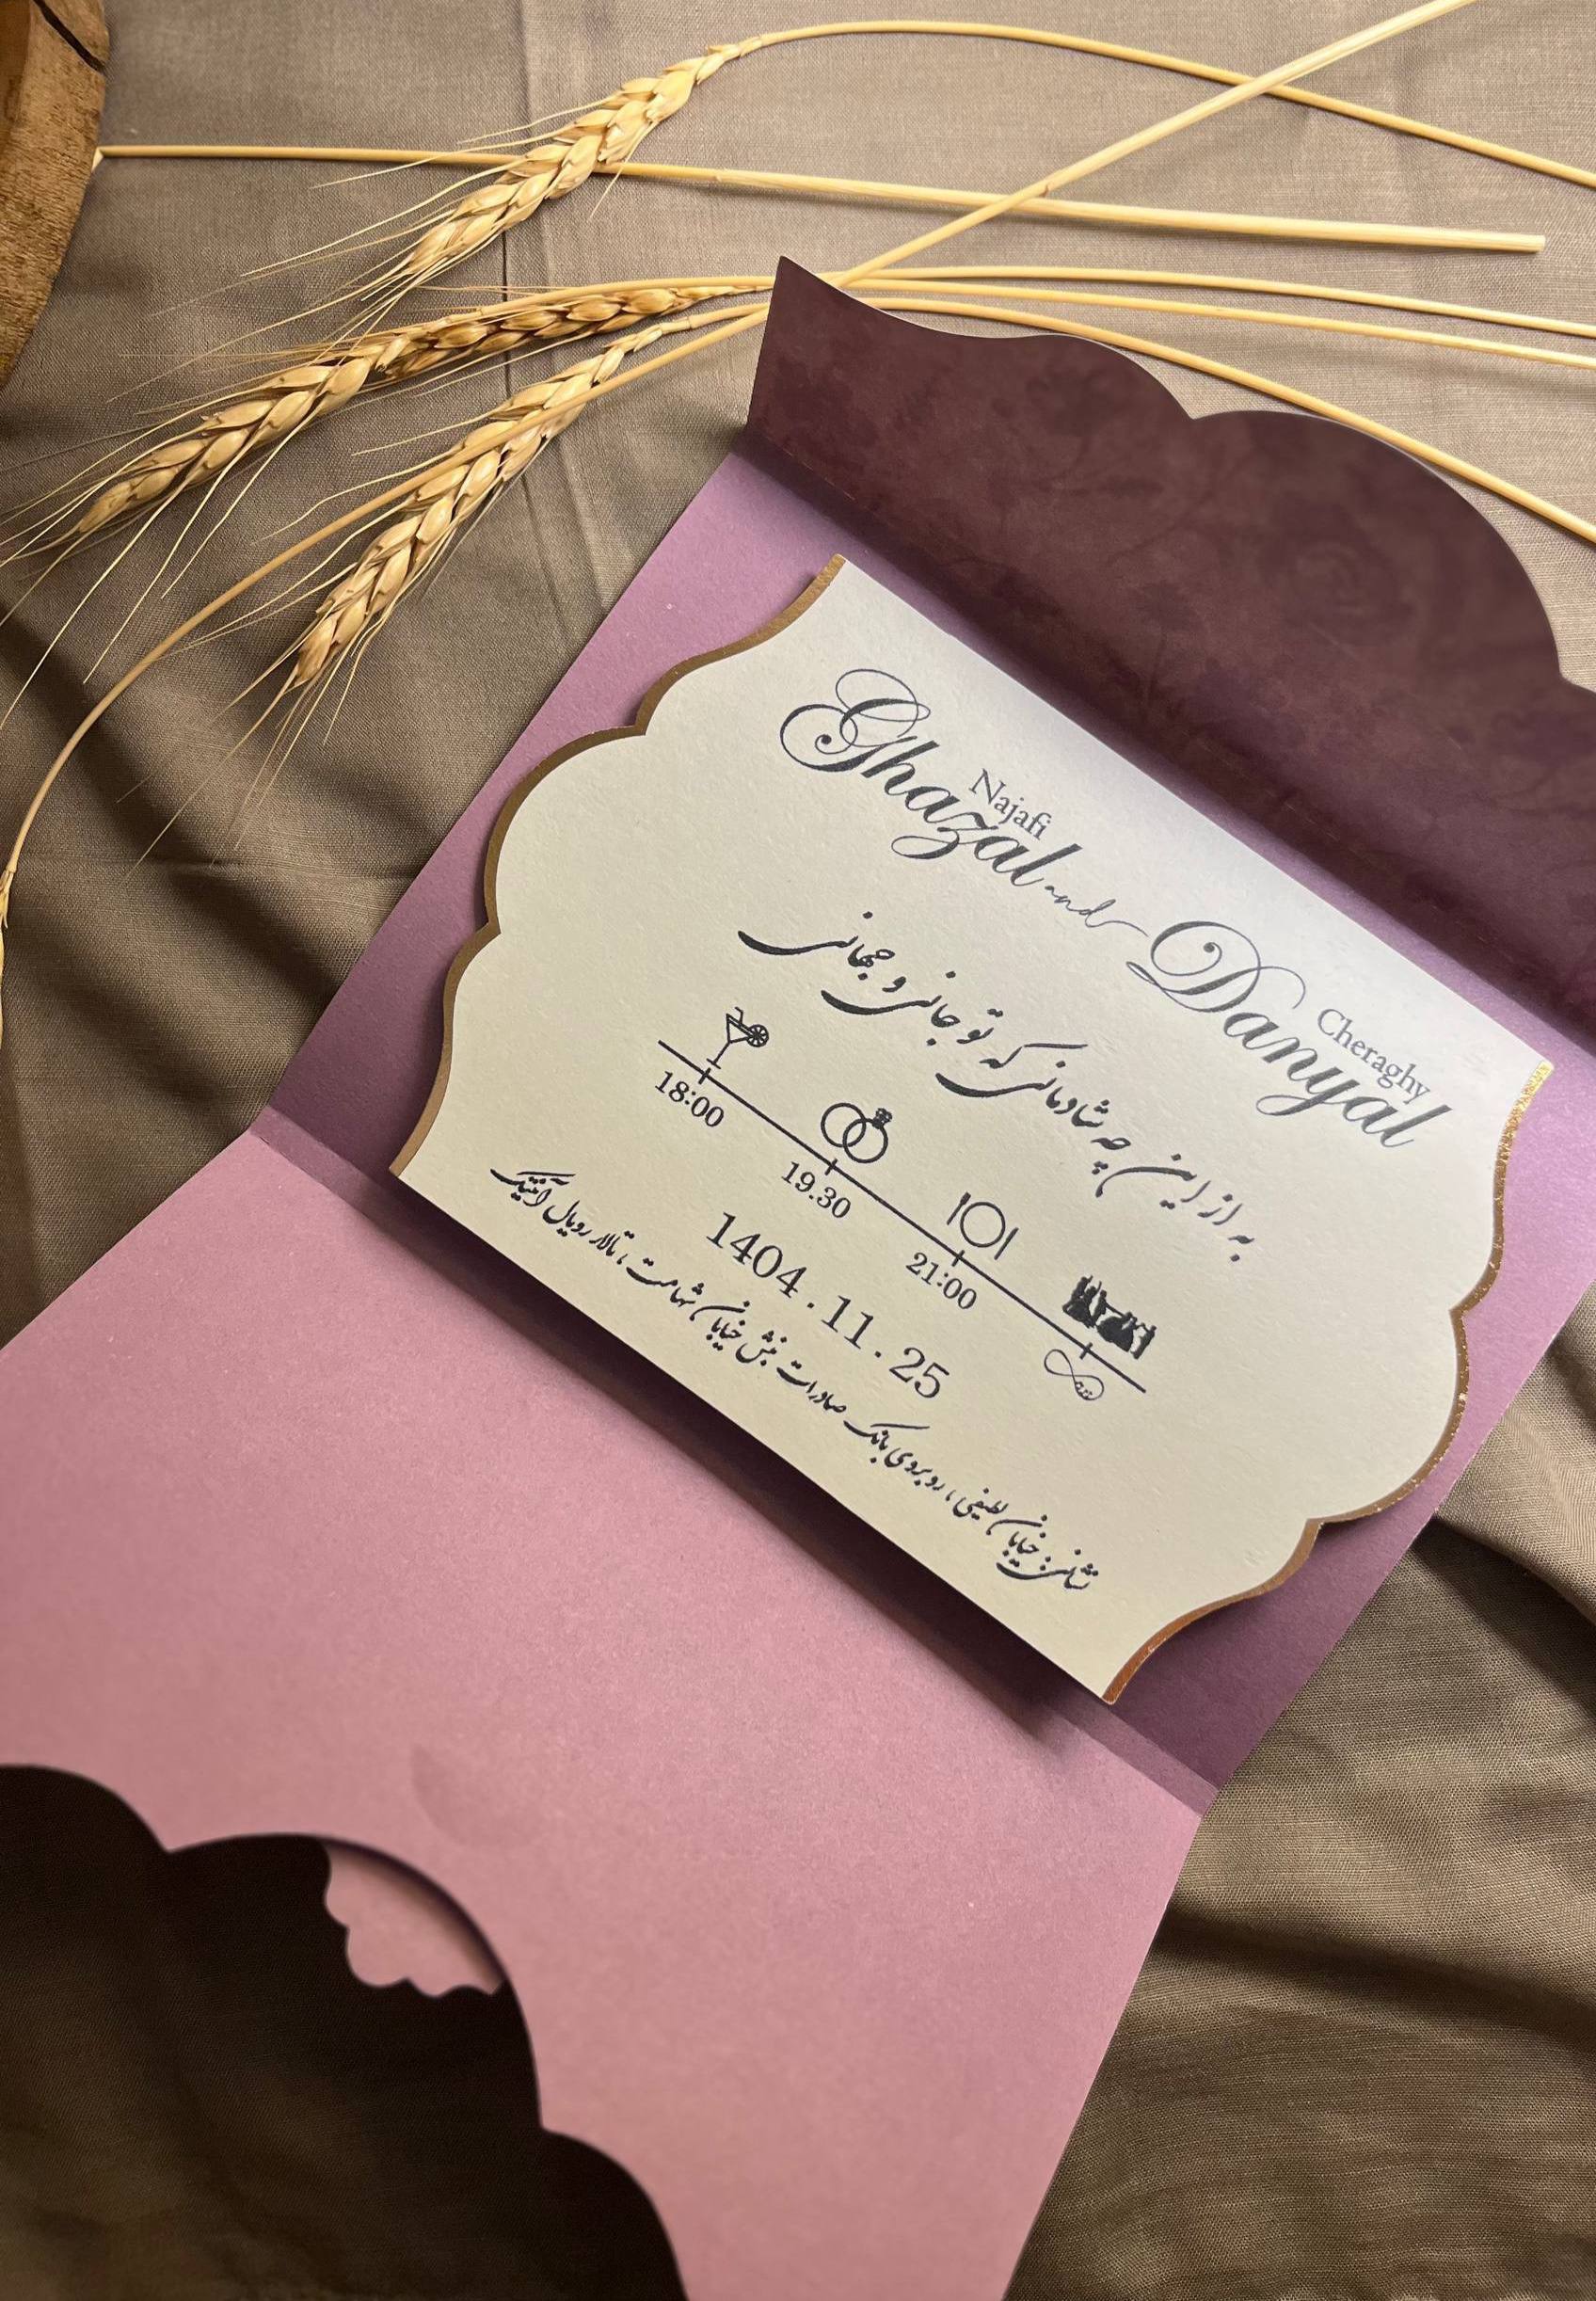 Ghazal Najafi and Danyal Cheraghy
به از این چه شادمانی که تو جانی و جهانی
18:00
19.30
21:00
1404 . 11 . 25
نشانی: خیابان لطیفی، روبروی بانک صادرات نبش خیابان شهامت، تالار رویال آنتیک